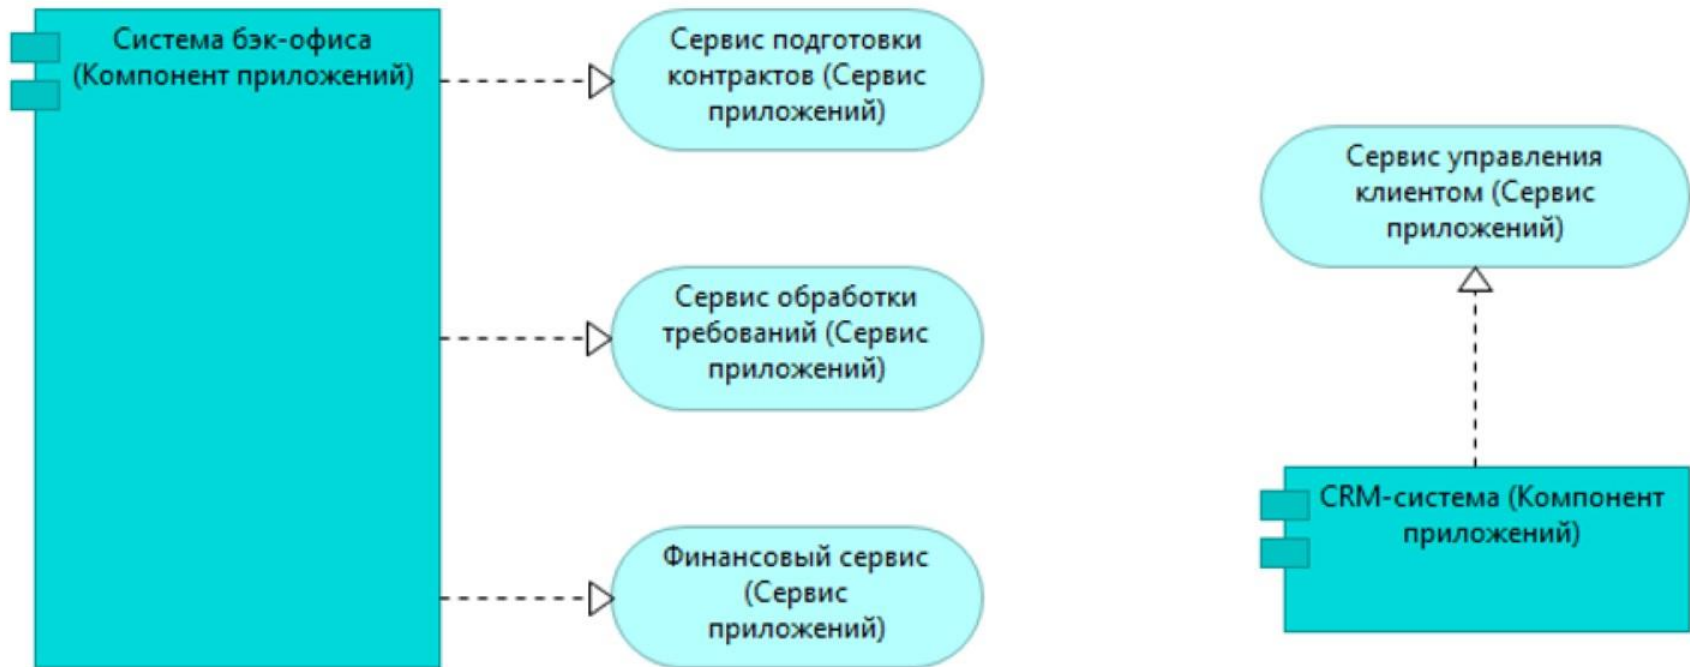 Система бэк-офиса
(Компонент приложений)
Сервис подготовки
контрактов (Сервис
приложений)
Сервис управления
клиентом (Сервис
приложений)
Сервис обработки
требований (Сервис
приложений)
CRM-система (Компонент
приложений)
Финансовый сервис
(Сервис
приложений)